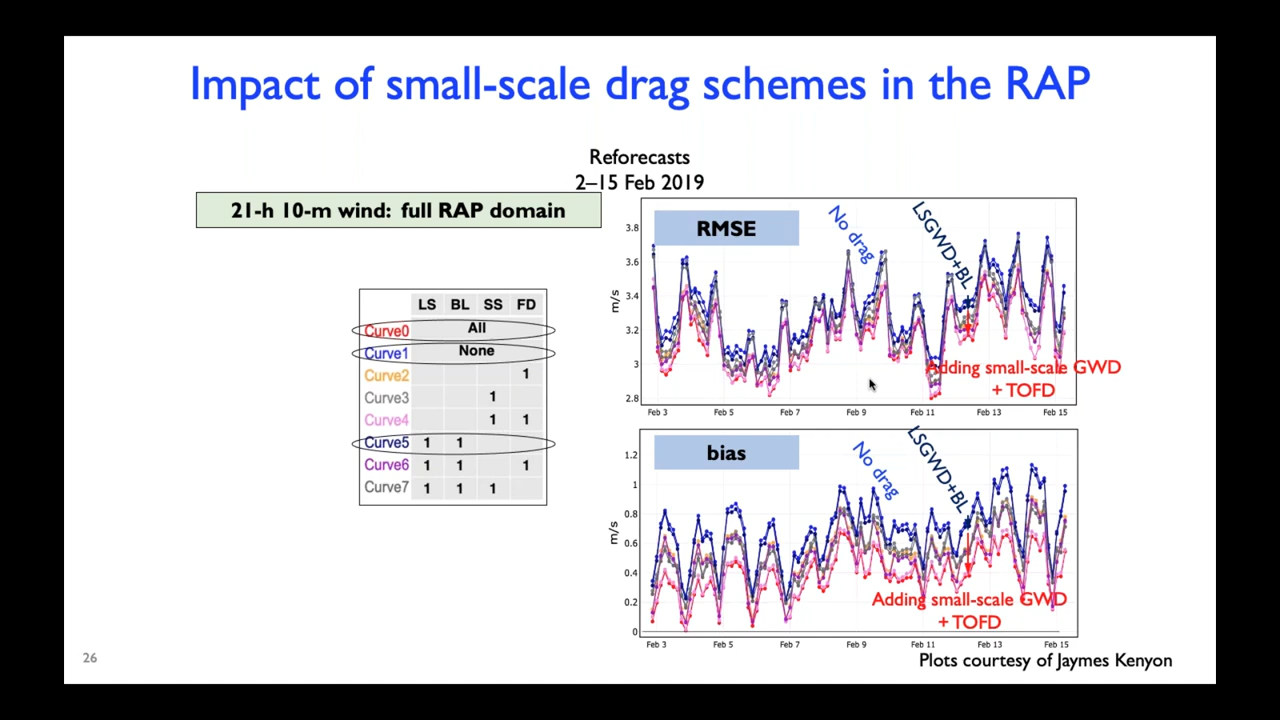 Impact of small-scale drag schemes in the RAP
Reforecasts
2–15 Feb 2019
21-h 10-m wind: full RAP domain
LS BL SS FD
Curve0 All
Curve1 None
Curve2 1
Curve3 1
Curve4 1 1
Curve5 1 1
Curve6 1 1 1
Curve7 1 1 1
RMSE
No drag
LSGWD+BL
m/s
3.8
3.6
3.4
3.2
3
2.8
Adding small-scale GWD
+ TOFD
Feb 3 Feb 5 Feb 7 Feb 9 Feb 11 Feb 13 Feb 15
bias
No drag
LSGWD+BL
m/s
1.2
1
0.8
0.6
0.4
0.2
0
Adding small-scale GWD
+ TOFD
Feb 3 Feb 5 Feb 7 Feb 9 Feb 11 Feb 13 Feb 15
26
Plots courtesy of Jaymes Kenyon